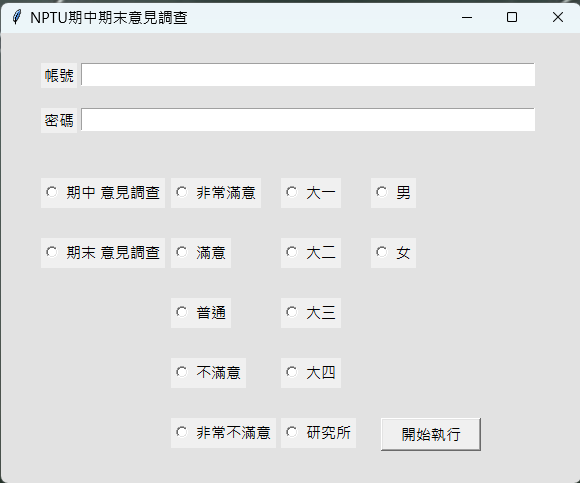 NPTU期中期末意見調查
帳號
密碼
期中 意見調查 非常滿意 大一 男
期末 意見調查 滿意 大二 女
普通 大三
不滿意 大四
非常不滿意 研究所 開始執行